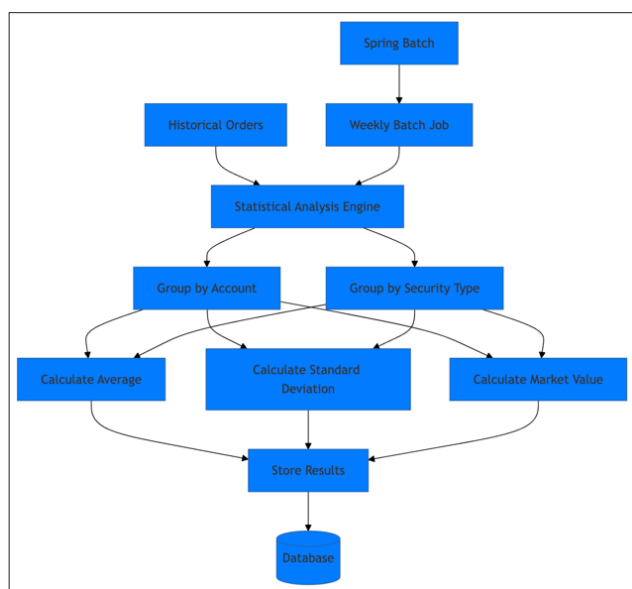 Spring Batch
Historical Orders
Weekly Batch Job
Statistical Analysis Engine
Group by Account
Group by Security Type
Calculate Average
Calculate Standard
Deviation
Calculate Market Value
Store Results
Database